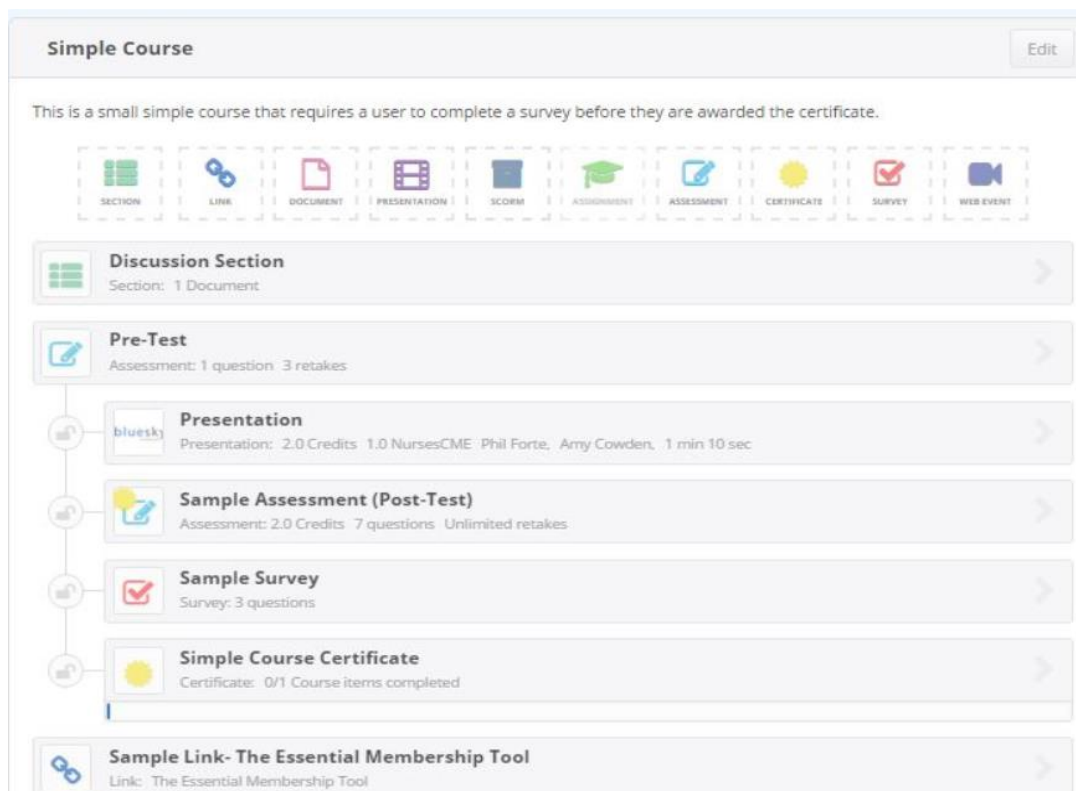 Simple Course
Edit
This is a small simple course that requires a user to complete a survey before they are awarded the certificate.
SECTION LINK DOCUMENT PRESENTATION SCORM ASSIGNMENT ASSESSMENT CERTIFICATE SURVEY WEB EVENT
Discussion Section
Section: 1 Document
Pre-Test
Assessment: 1 question 3 retakes
bluesky
Presentation
Presentation: 2.0 Credits 1.0 NursesCME Phil Forte, Amy Cowden, 1 min 10 sec
Sample Assessment (Post-Test)
Assessment: 2.0 Credits 7 questions Unlimited retakes
Sample Survey
Survey: 3 questions
Simple Course Certificate
Certificate: 0/1 Course items completed
Sample Link- The Essential Membership Tool
Link: The Essential Membership Tool